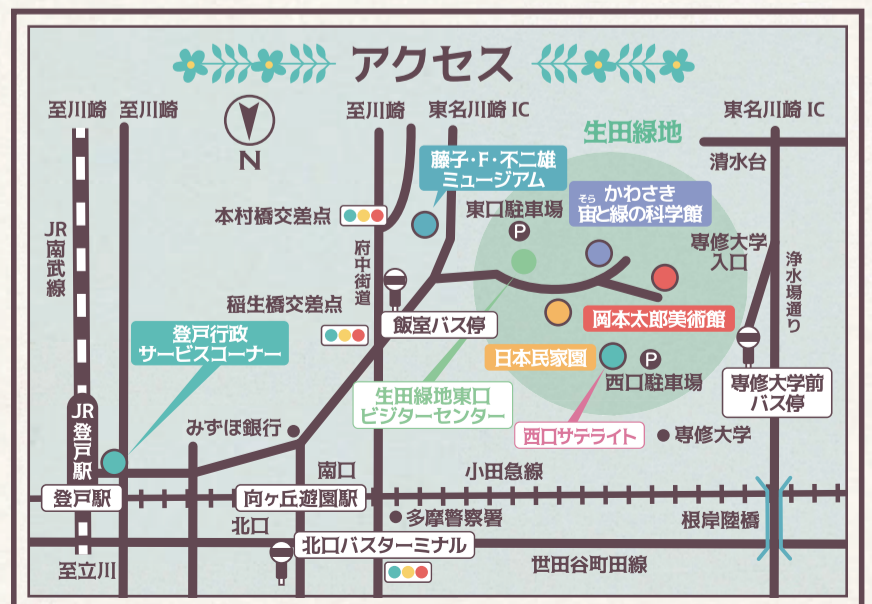 アクセス
至川崎
至川崎
至川崎
東名川崎 IC
東名川崎 IC
N
生田緑地
清水台
藤子・F・不二雄
ミュージアム
そら
かわさき
宙と緑の科学館
本村橋交差点
東口駐車場
P
JR南武線
府中街道
専修大学
入口
浄水場通り
稲生橋交差点
飯室バス停
岡本太郎美術館
登戸行政
サービスコーナー
日本民家園
P
西口駐車場
専修大学前
バス停
生田緑地東口
ビジターセンター
JR登戸駅
みずほ銀行
西口サテライト
専修大学
南口
小田急線
登戸駅
向ヶ丘遊園駅
北口
多摩警察署
根岸陸橋
北口バスターミナル
至立川
世田谷町田線